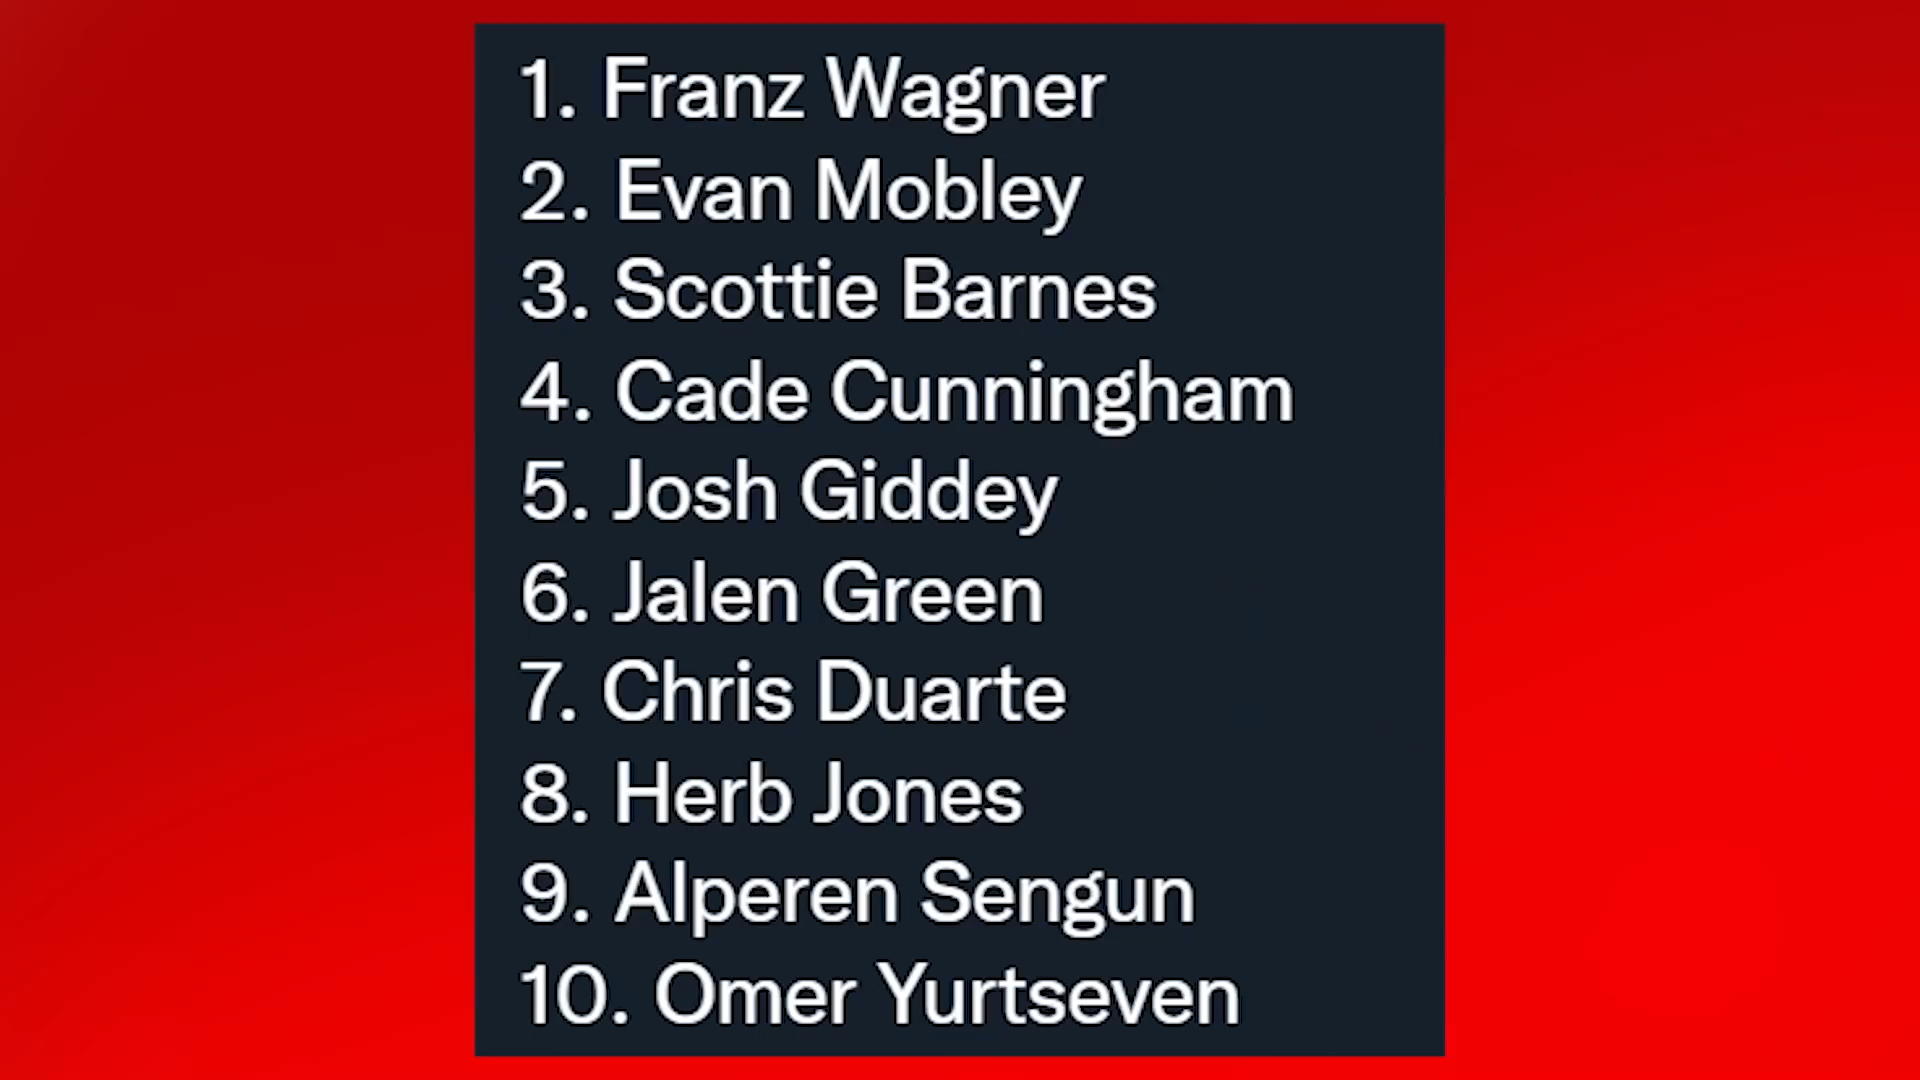 1. Franz Wagner
2. Evan Mobley
3. Scottie Barnes
4. Cade Cunningham
5. Josh Giddey
6. Jalen Green
7. Chris Duarte
8. Herb Jones
9. Alperen Sengun
10. Omer Yurtseven